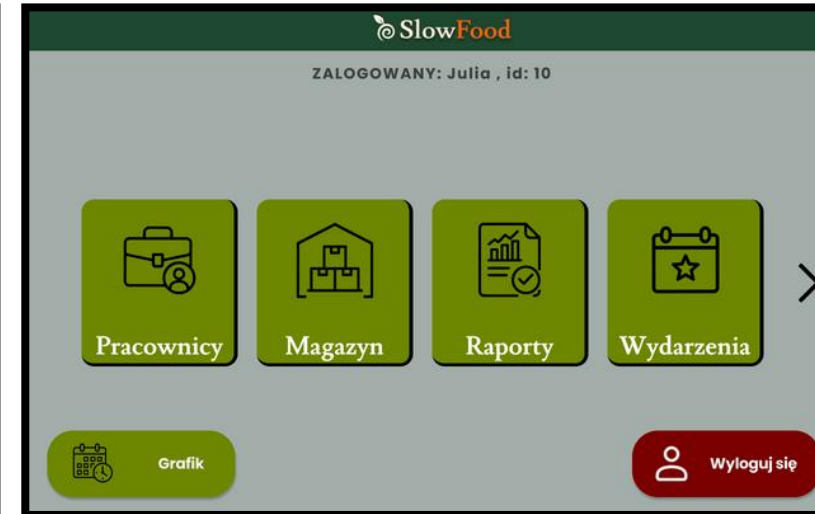 SlowFood
ZALOGOWANY: Julia , id: 10
Pracownicy
Magazyn
Raporty
Wydarzenia
Grafik
Wyloguj się